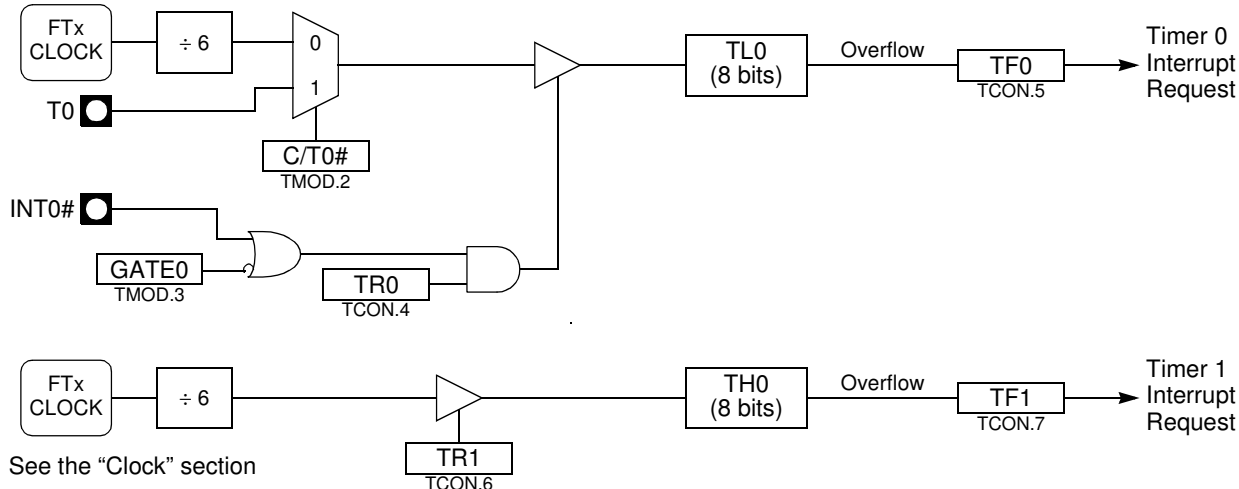 FTx
CLOCK
÷ 6
0
1
T0
C/T0#
TMOD.2
TL0
(8 bits)
Overflow
TF0
TCON.5
Timer 0
Interrupt
Request
INT0#
GATE0
TMOD.3
TR0
TCON.4
FTx
CLOCK
÷ 6
TR1
TCON.6
TH0
(8 bits)
Overflow
TF1
TCON.7
Timer 1
Interrupt
Request
See the “Clock” section